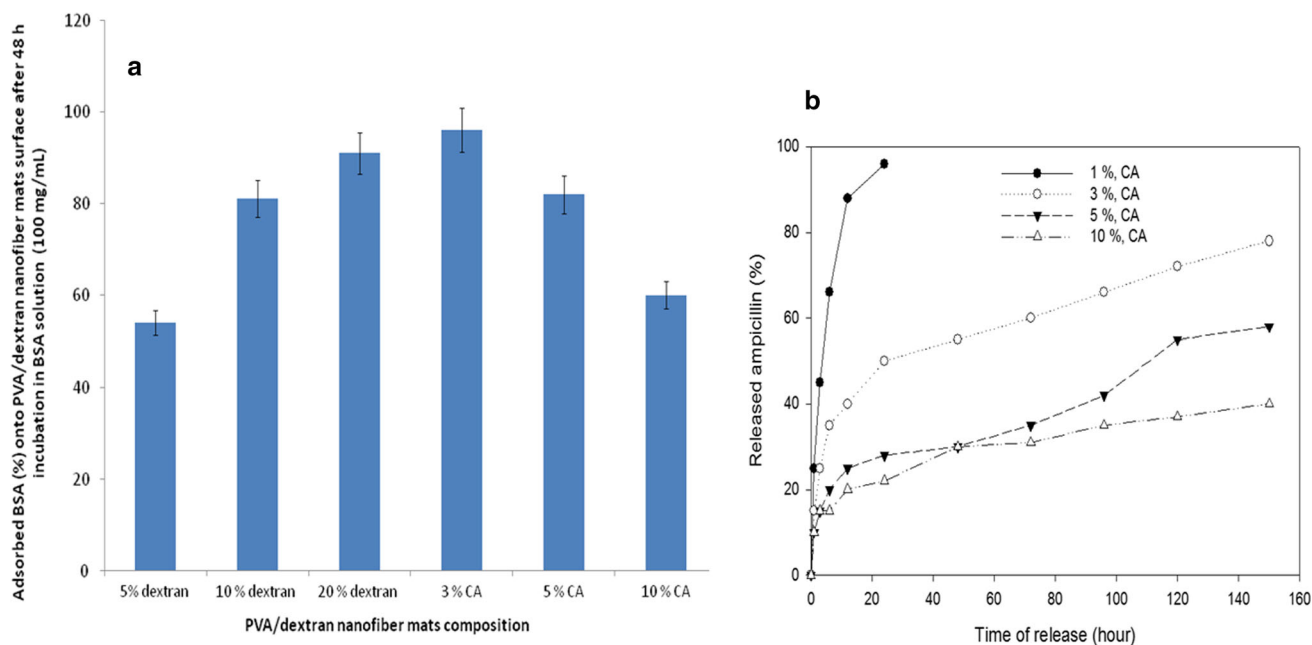 Adsorbed BSA (%) onto PVA/dextran nanofiber mats surface after 48 h
incubation in BSA solution (100 mg/mL)
120
100
80
60
40
20
0
a
5% dextran
10 % dextran
20 % dextran
3 % CA
5 % CA
10 % CA
PVA/dextran nanofiber mats composition
b
Released ampicillin (%)
100
80
60
40
20
0
1 %, CA
3 %, CA
5 %, CA
10 %, CA
0
20
40
60
80
100
120
140
160
Time of release (hour)